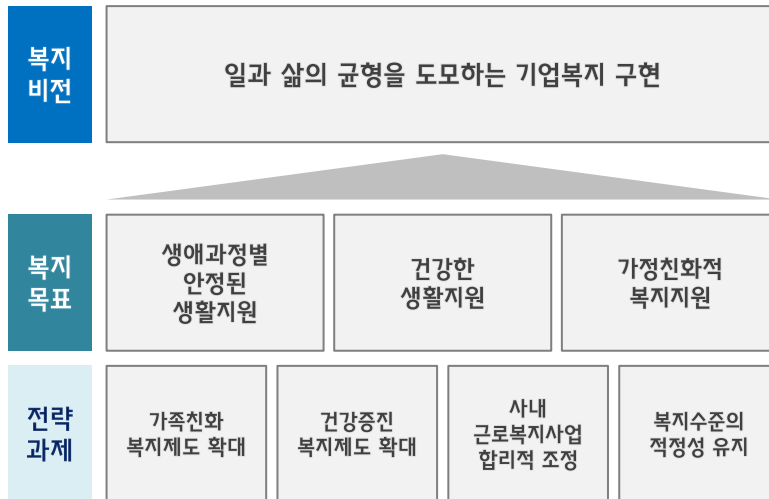 복지
비전
일과 삶의 균형을 도모하는 기업복지 구현
복지
목표
생애과정별
안정된
생활지원
건강한
생활지원
가정친화적
복지지원
전략
과제
가족친화
복지제도 확대
건강증진
복지제도 확대
사내
근로복지사업
합리적 조정
복지수준의
적정성 유지